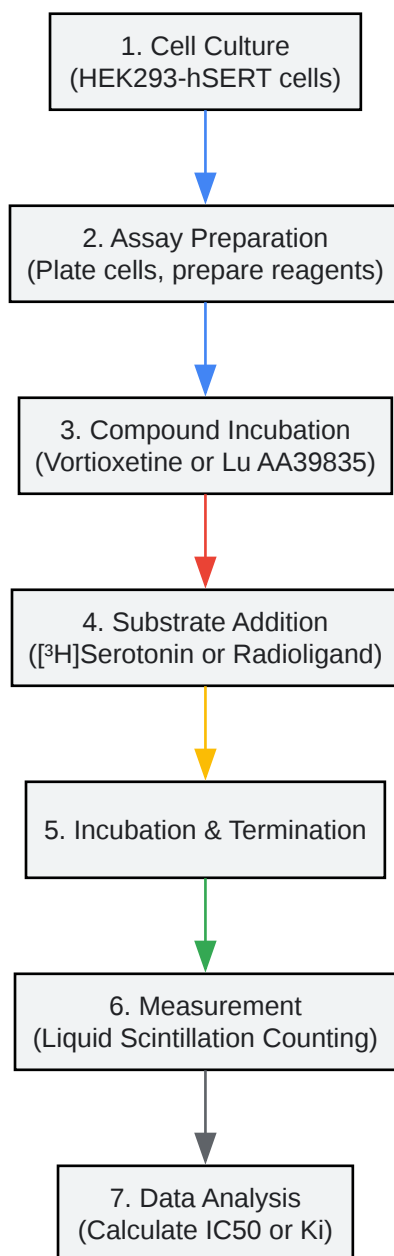 1. Cell Culture
(HEK293-hSERT cells)
2. Assay Preparation
(Plate cells, prepare reagents)
3. Compound Incubation
(Vortioxetine or Lu AA39835)
4. Substrate Addition
([³H]Serotonin or Radioligand)
5. Incubation & Termination
6. Measurement
(Liquid Scintillation Counting)
7. Data Analysis
(Calculate IC50 or Ki)